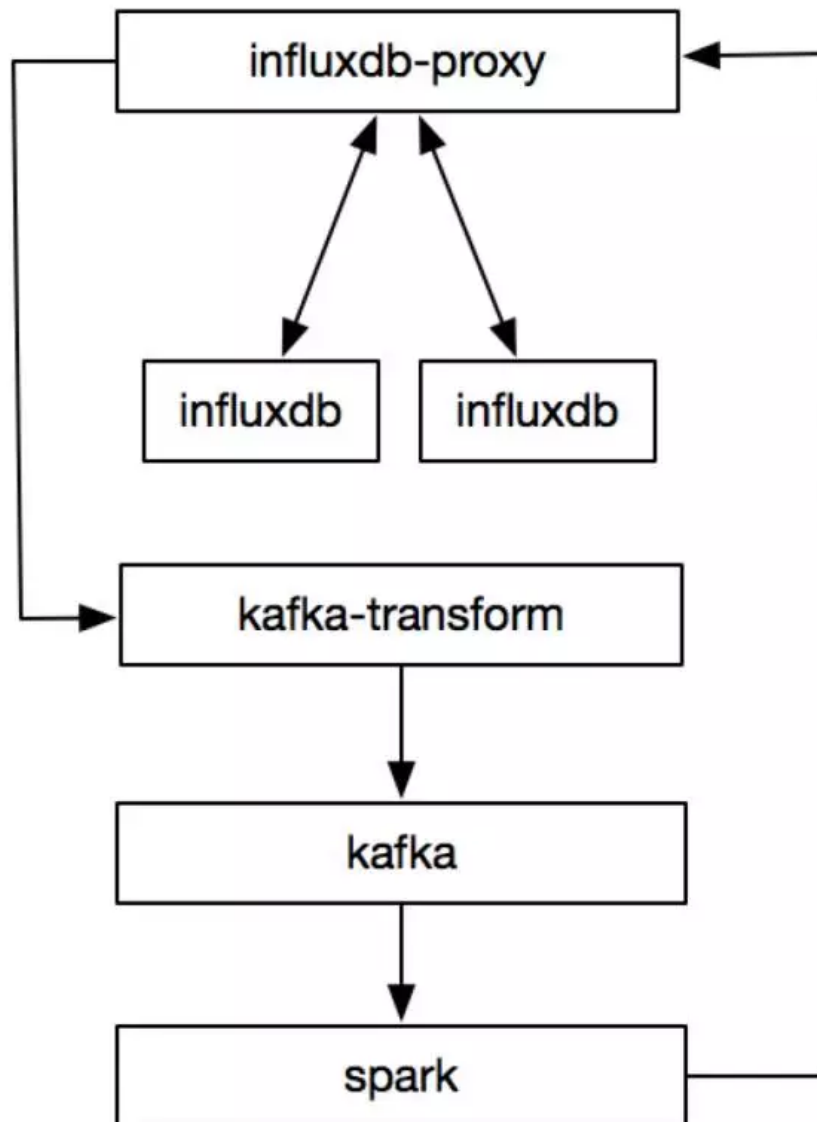 influxdb-proxy
influxdb influxdb
kafka-transform
kafka
spark